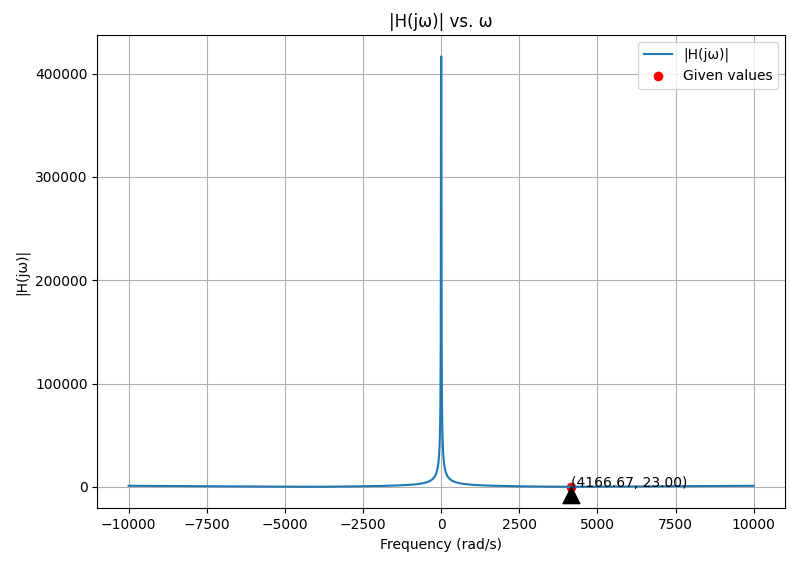 |H(jω)| vs. ω
|H(jω)|
Given values
400000
300000
200000
100000
0
|H(jω)|
(4166.67, 23.00)
−10000 −7500 −5000 −2500 0 2500 5000 7500 10000
Frequency (rad/s)